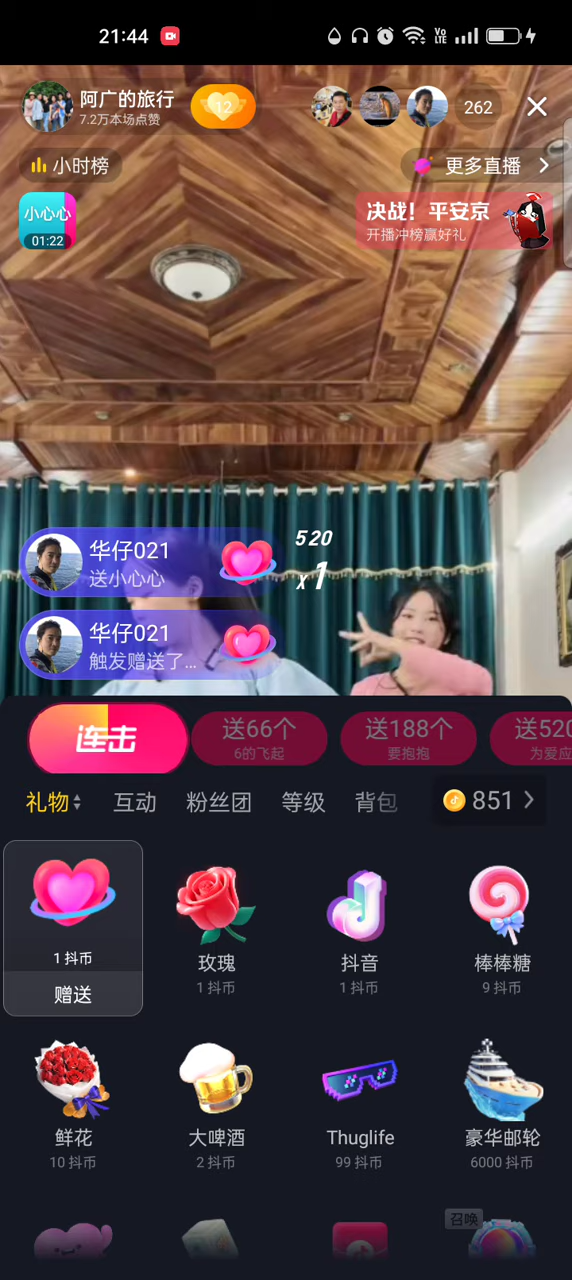 21:44
Vo
LTE
阿广的旅行
7.2万本场点赞
12
262
小时榜
更多直播
小心心
01:22
决战！平安京
开播冲榜赢好礼
华仔021
送小心心
520
x1
华仔021
触发赠送了...
连击
送66个
6的飞起
送188个
要抱抱
送520
为爱应
礼物
互动
粉丝团
等级
背包
851
1 抖币
赠送
玫瑰
1 抖币
抖音
1 抖币
棒棒糖
9 抖币
鲜花
10 抖币
大啤酒
2 抖币
Thuglife
99 抖币
豪华邮轮
6000 抖币
召唤